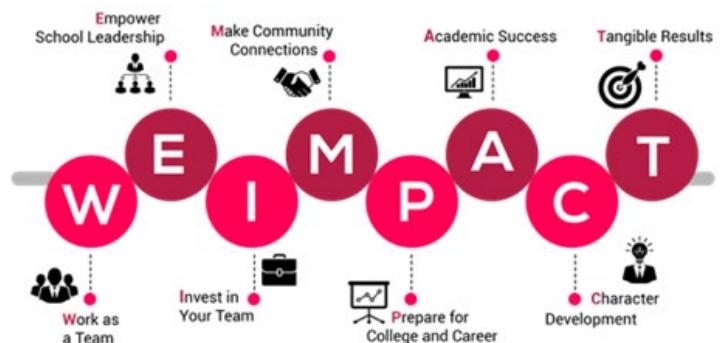 Empower
School Leadership
Make Community
Connections
Academic Success
Tangible Results
WEIMPACT
Work as
a Team
Invest in
Your Team
Prepare for
College and Career
Character
Development